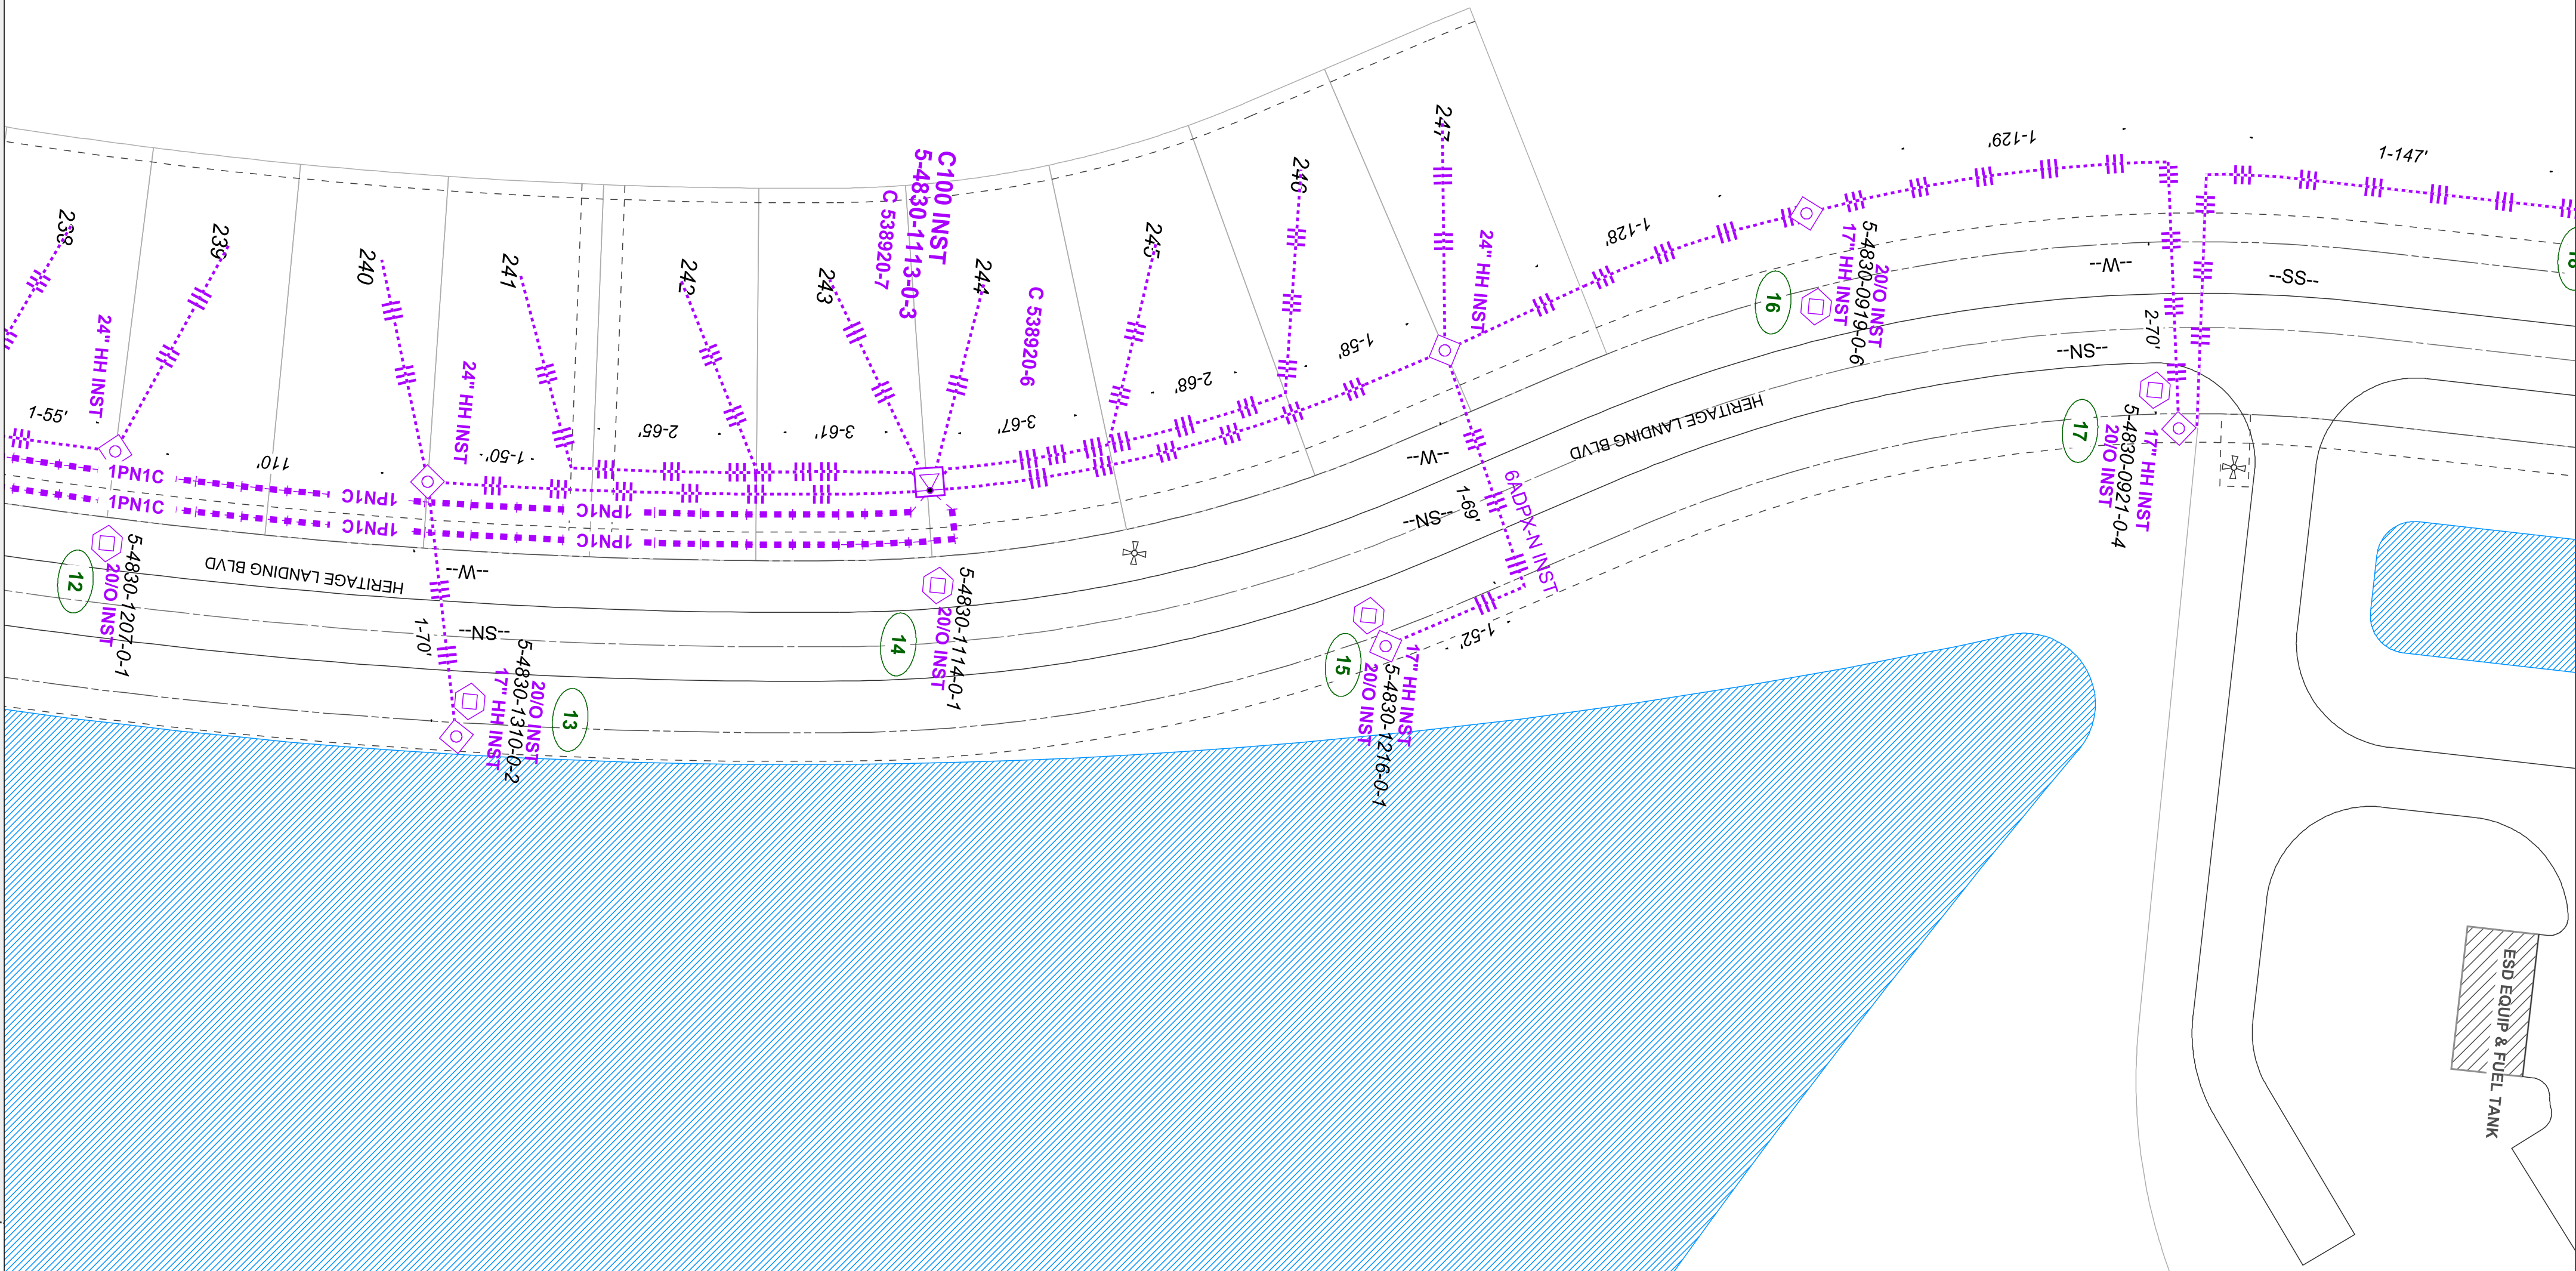 238
239
240
241
242
243
244
245
246
247
C100 INST
5-4830-1113-0-3
C 538920-7
C 538920-6
24" HH INST
24" HH INST
24" HH INST
1-55'
110'
1-50'
2-65'
3-61'
3-67'
2-68'
1-58'
1-128'
1-129'
1-147'
1PN1C
1PN1C
1PN1C
1PN1C
1PN1C
1PN1C
HERITAGE LANDING BLVD
HERITAGE LANDING BLVD
--W--
--W--
--W--
--SN--
--SN--
--SN--
--SS--
12
5-4830-1207-0-1
20/O INST
1-70'
13
20/O INST
5-4830-1310-0-2
17" HH INST
14
5-4830-1114-0-1
20/O INST
6ADPX-N INST
1-69'
1-52'
15
17" HH INST
5-4830-1216-0-1
20/O INST
16
20/O INST
5-4830-0919-0-6
17" HH INST
2-70'
17
17" HH INST
5-4830-0921-0-4
20/O INST
18
ESD EQUIP & FUEL TANK